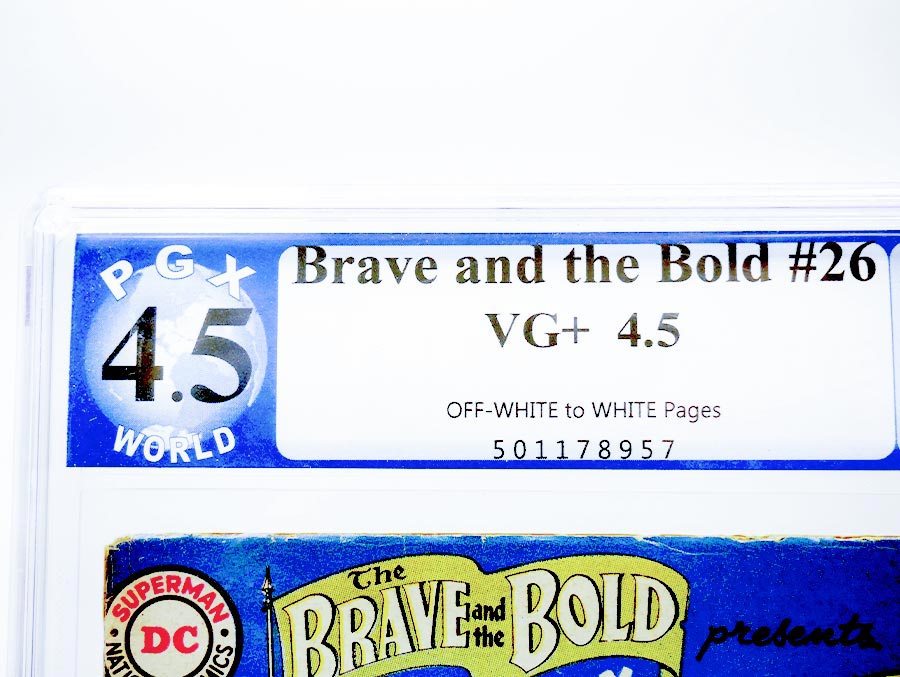 PGX
4.5
WORLD
Brave and the Bold #26
VG+ 4.5
OFF-WHITE to WHITE Pages
501178957
SUPERMAN
DC
The
BRAVE and the BOLD
presents